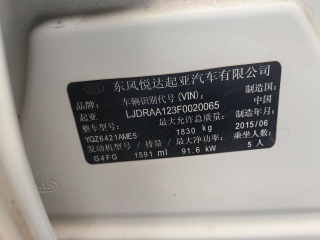 东风悦达起亚汽车有限公司
品牌: 车辆识别代号(VIN): 制造国:
起亚 LJDRAA123F0020065 中国
整车型号: 最大允许总质量: 制造年月:
YQZ6421AME5 1830 kg 2015/06
发动机型号/排量/最大净功率: 乘坐人数:
G4FG 1591 ml 91.6 kW 5人